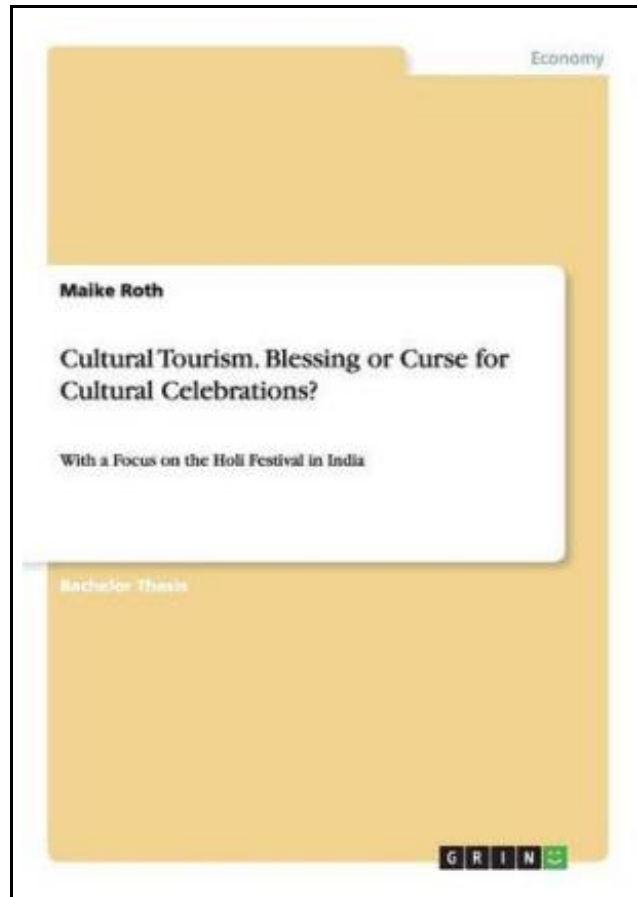 Economy
Maike Roth
Cultural Tourism. Blessing or Curse for
Cultural Celebrations?
With a Focus on the Holi Festival in India
Bachelor Thesis
GRIN